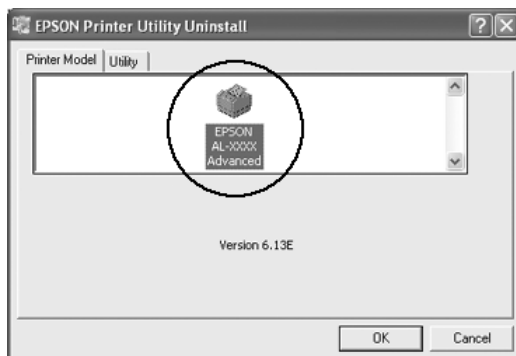 EPSON Printer Utility Uninstall
Printer Model Utility
EPSON
AL-XXXX
Advanced
Version 6.13E
OK Cancel